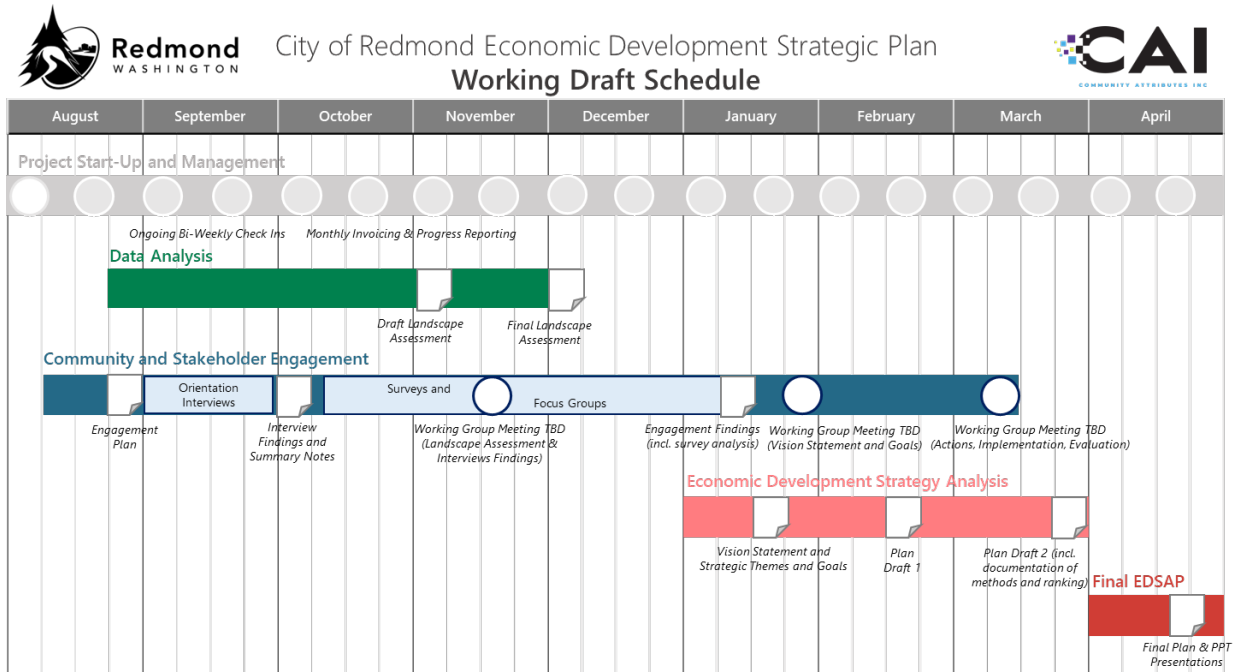 Redmond
WASHINGTON
City of Redmond Economic Development Strategic Plan
Working Draft Schedule
CAI
COMMUNITY ATTRIBUTES INC
August September October November December January February March April
Project Start-Up and Management
Ongoing Bi-Weekly Check Ins
Monthly Invoicing & Progress Reporting
Data Analysis
Draft Landscape
Assessment
Final Landscape
Assessment
Community and Stakeholder Engagement
Orientation
Interviews
Surveys and
Focus Groups
Engagement
Plan
Interview
Findings and
Summary Notes
Working Group Meeting TBD
(Landscape Assessment &
Interviews Findings)
Engagement Findings
(incl. survey analysis)
Working Group Meeting TBD
(Vision Statement and Goals)
Working Group Meeting TBD
(Actions, Implementation, Evaluation)
Economic Development Strategy Analysis
Vision Statement and
Strategic Themes and Goals
Plan
Draft 1
Plan Draft 2 (incl.
documentation of
methods and ranking)
Final EDSAP
Final Plan & PPT
Presentations